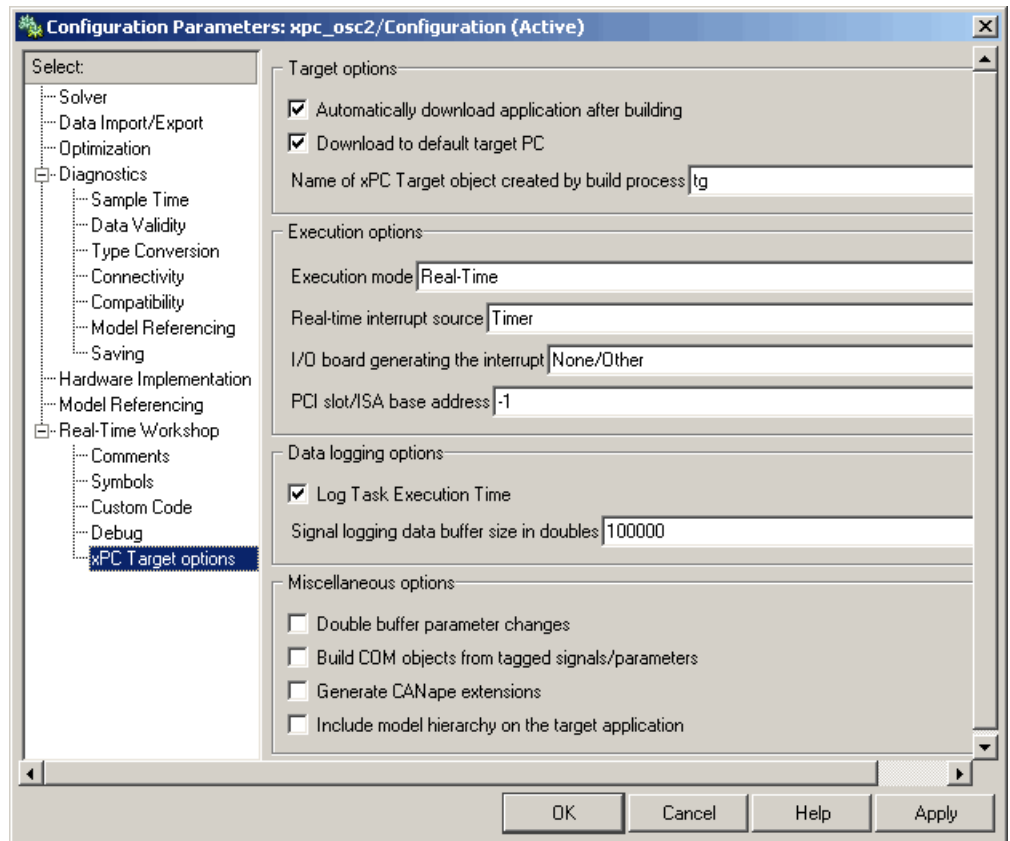 Configuration Parameters: xpc_osc2/Configuration (Active)
Select:
Solver
Data Import/Export
Optimization
Diagnostics
Sample Time
Data Validity
Type Conversion
Connectivity
Compatibility
Model Referencing
Saving
Hardware Implementation
Model Referencing
Real-Time Workshop
Comments
Symbols
Custom Code
Debug
xPC Target options
Target options
Automatically download application after building
Download to default target PC
Name of xPC Target object created by build process tg
Execution options
Execution mode Real-Time
Real-time interrupt source Timer
I/O board generating the interrupt None/Other
PCI slot/ISA base address -1
Data logging options
Log Task Execution Time
Signal logging data buffer size in doubles 100000
Miscellaneous options
Double buffer parameter changes
Build COM objects from tagged signals/parameters
Generate CANape extensions
Include model hierarchy on the target application
OK Cancel Help Apply